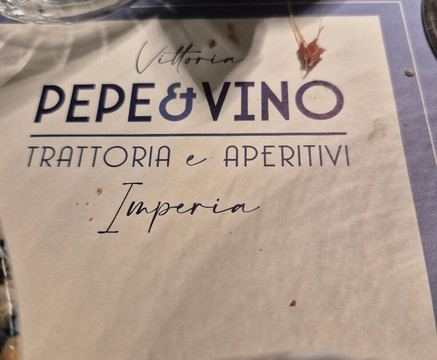 Vittoria
PEPE&VINO
TRATTORIA e APERITIVI
Imperia